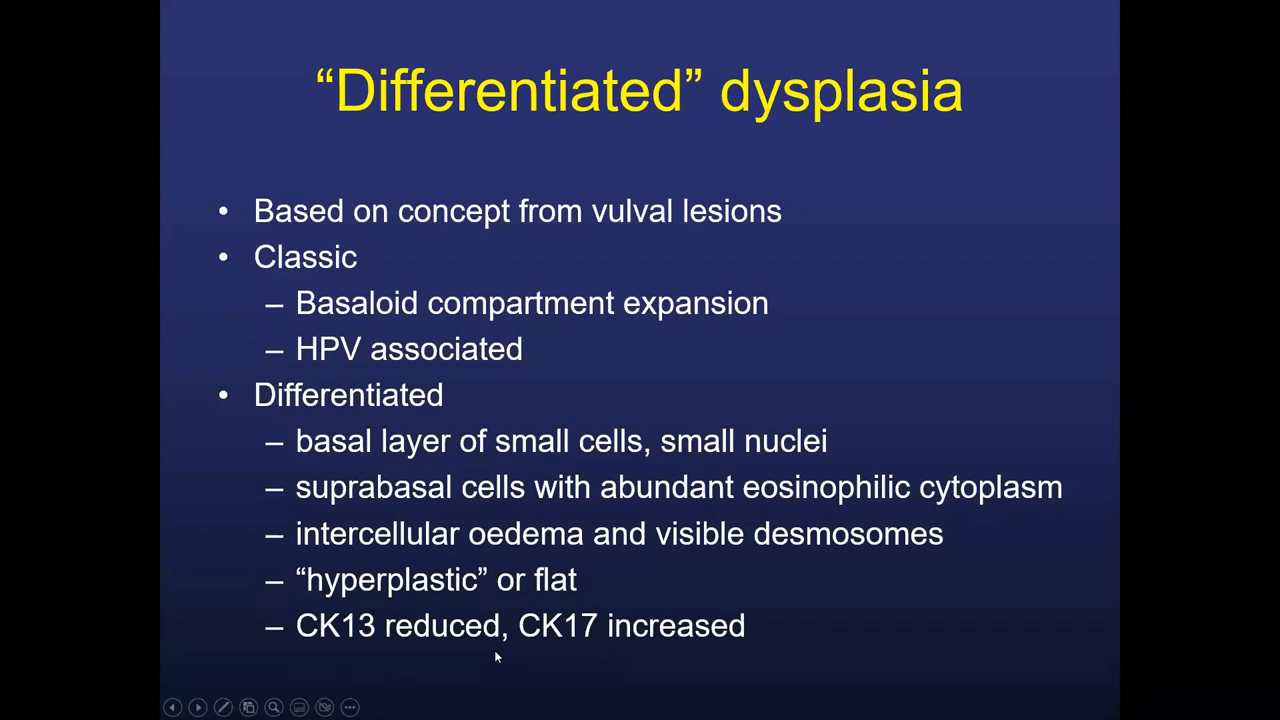 “Differentiated” dysplasia
• Based on concept from vulval lesions
• Classic
– Basaloid compartment expansion
– HPV associated
• Differentiated
– basal layer of small cells, small nuclei
– suprabasal cells with abundant eosinophilic cytoplasm
– intercellular oedema and visible desmosomes
– “hyperplastic” or flat
– CK13 reduced, CK17 increased